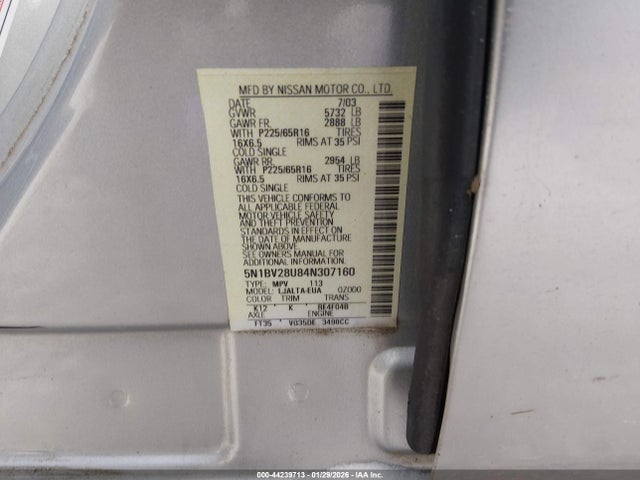 MFD BY NISSAN MOTOR CO., LTD.
DATE 7/03
GVWR 5732 LB
GAWR FR. 2888 LB
WITH P225/65R16 TIRES
16X6.5 RIMS AT 35 PSI
COLD SINGLE
GAWR RR. 2954 LB
WITH P225/65R16 TIRES
16X6.5 RIMS AT 35 PSI
COLD SINGLE
THIS VEHICLE CONFORMS TO
ALL APPLICABLE FEDERAL
MOTOR VEHICLE SAFETY
AND THEFT PREVENTION
STANDARDS IN EFFECT ON
THE DATE OF MANUFACTURE
SHOWN ABOVE.
SEE OWNERS MANUAL FOR
ADDITIONAL INFORMATION.
5N1BV28U84N307160
TYPE: MPV 113
MODEL: LJALTA-EUA 0Z000
COLOR TRIM TRANS
K12 K RE4F04B
AXLE ENGINE
FT35 VQ35DE 3498CC
000-44239713 - 01/29/2026 - IAAI.COM